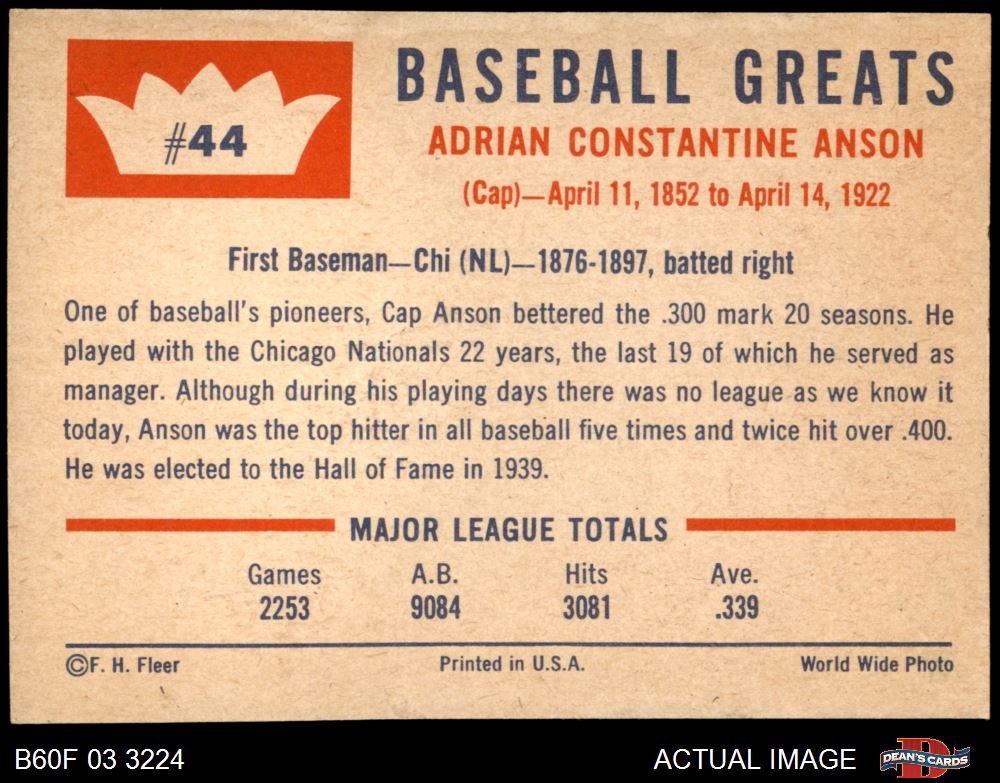 #44
BASEBALL GREATS
ADRIAN CONSTANTINE ANSON
(Cap)—April 11, 1852 to April 14, 1922
First Baseman—Chi (NL)—1876-1897, batted right
One of baseball's pioneers, Cap Anson bettered the .300 mark 20 seasons. He
played with the Chicago Nationals 22 years, the last 19 of which he served as
manager. Although during his playing days there was no league as we know it
today, Anson was the top hitter in all baseball five times and twice hit over .400.
He was elected to the Hall of Fame in 1939.
MAJOR LEAGUE TOTALS
Games A.B. Hits Ave.
2253 9084 3081 .339
©F. H. Fleer Printed in U.S.A. World Wide Photo
B60F 03 3224 ACTUAL IMAGE D DEAN'S CARDS